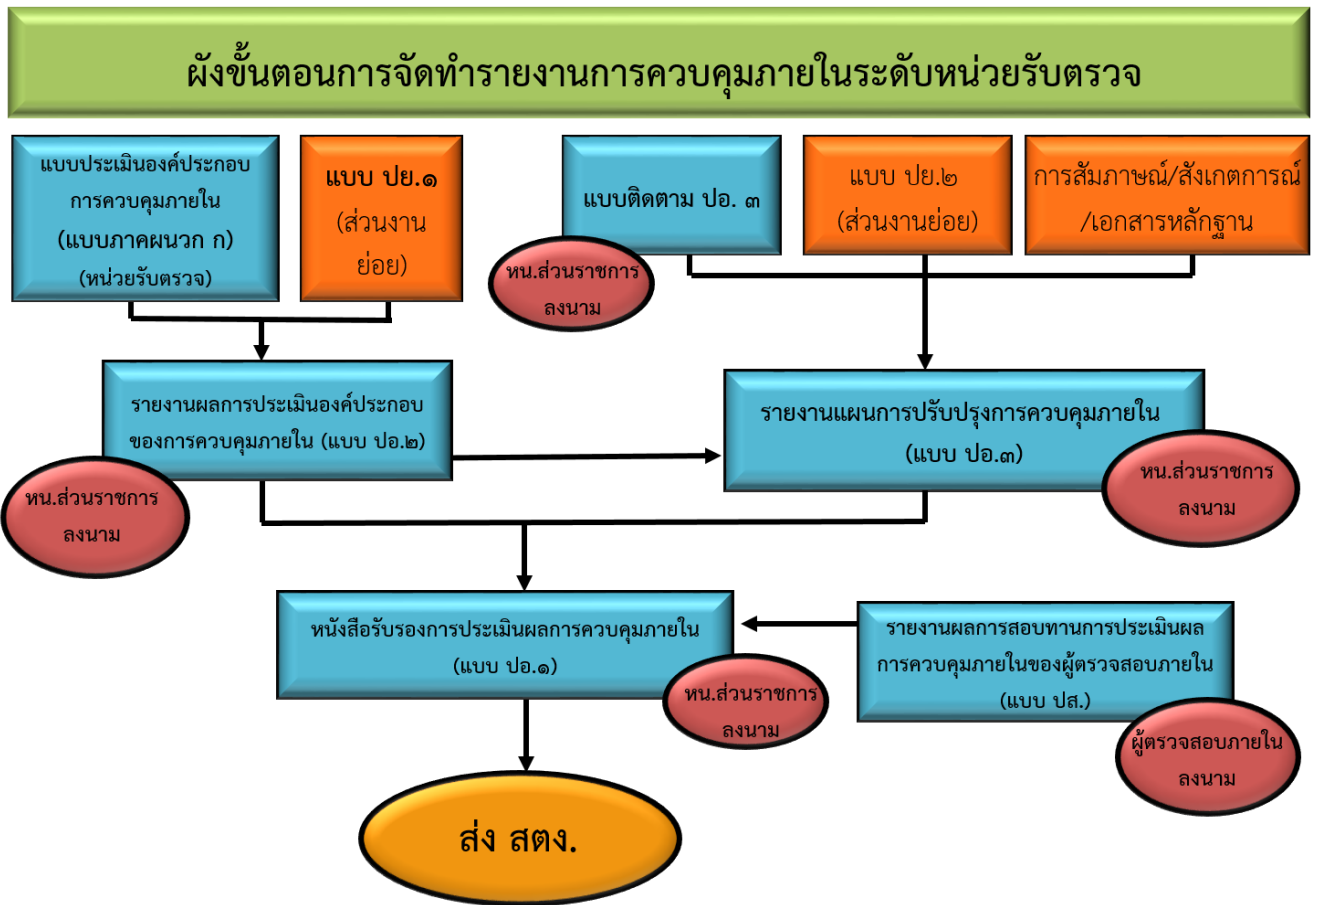 ผังขั้นตอนการจัดทำรายงานการควบคุมภายในระดับหน่วยรับตรวจ
แบบประเมินองค์ประกอบ
การควบคุมภายใน
(แบบภาคผนวก ก)
(หน่วยรับตรวจ)
แบบ ปย.๑
(ส่วนงาน
ย่อย)
แบบติดตาม ปอ. ๓
หน.ส่วนราชการ
ลงนาม
แบบ ปย.๒
(ส่วนงานย่อย)
การสัมภาษณ์/สังเกตการณ์
/เอกสารหลักฐาน
รายงานผลการประเมินองค์ประกอบ
ของการควบคุมภายใน (แบบ ปอ.๒)
หน.ส่วนราชการ
ลงนาม
รายงานแผนการปรับปรุงการควบคุมภายใน
(แบบ ปอ.๓)
หน.ส่วนราชการ
ลงนาม
หนังสือรับรองการประเมินผลการควบคุมภายใน
(แบบ ปอ.๑)
หน.ส่วนราชการ
ลงนาม
รายงานผลการสอบทานการประเมินผล
การควบคุมภายในของผู้ตรวจสอบภายใน
(แบบ ปส.)
ผู้ตรวจสอบภายใน
ลงนาม
ส่ง สตง.